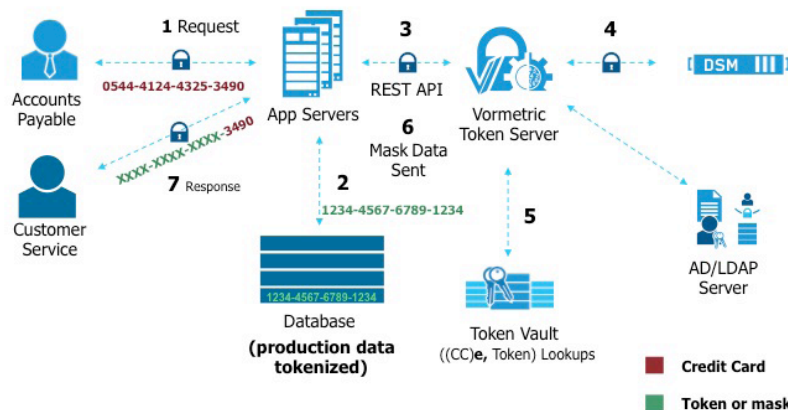 1 Request
0544-4124-4325-3490
Accounts
Payable
App Servers
3
REST API
Vormetric
Token Server
4
DSM
6
Mask Data
Sent
XXXX-XXXX-XXXX-3490
7 Response
Customer
Service
2
1234-4567-6789-1234
1234-4567-6789-1234
Database
(production data
tokenized)
5
Token Vault
((CC)e, Token) Lookups
AD/LDAP
Server
Credit Card
Token or mask